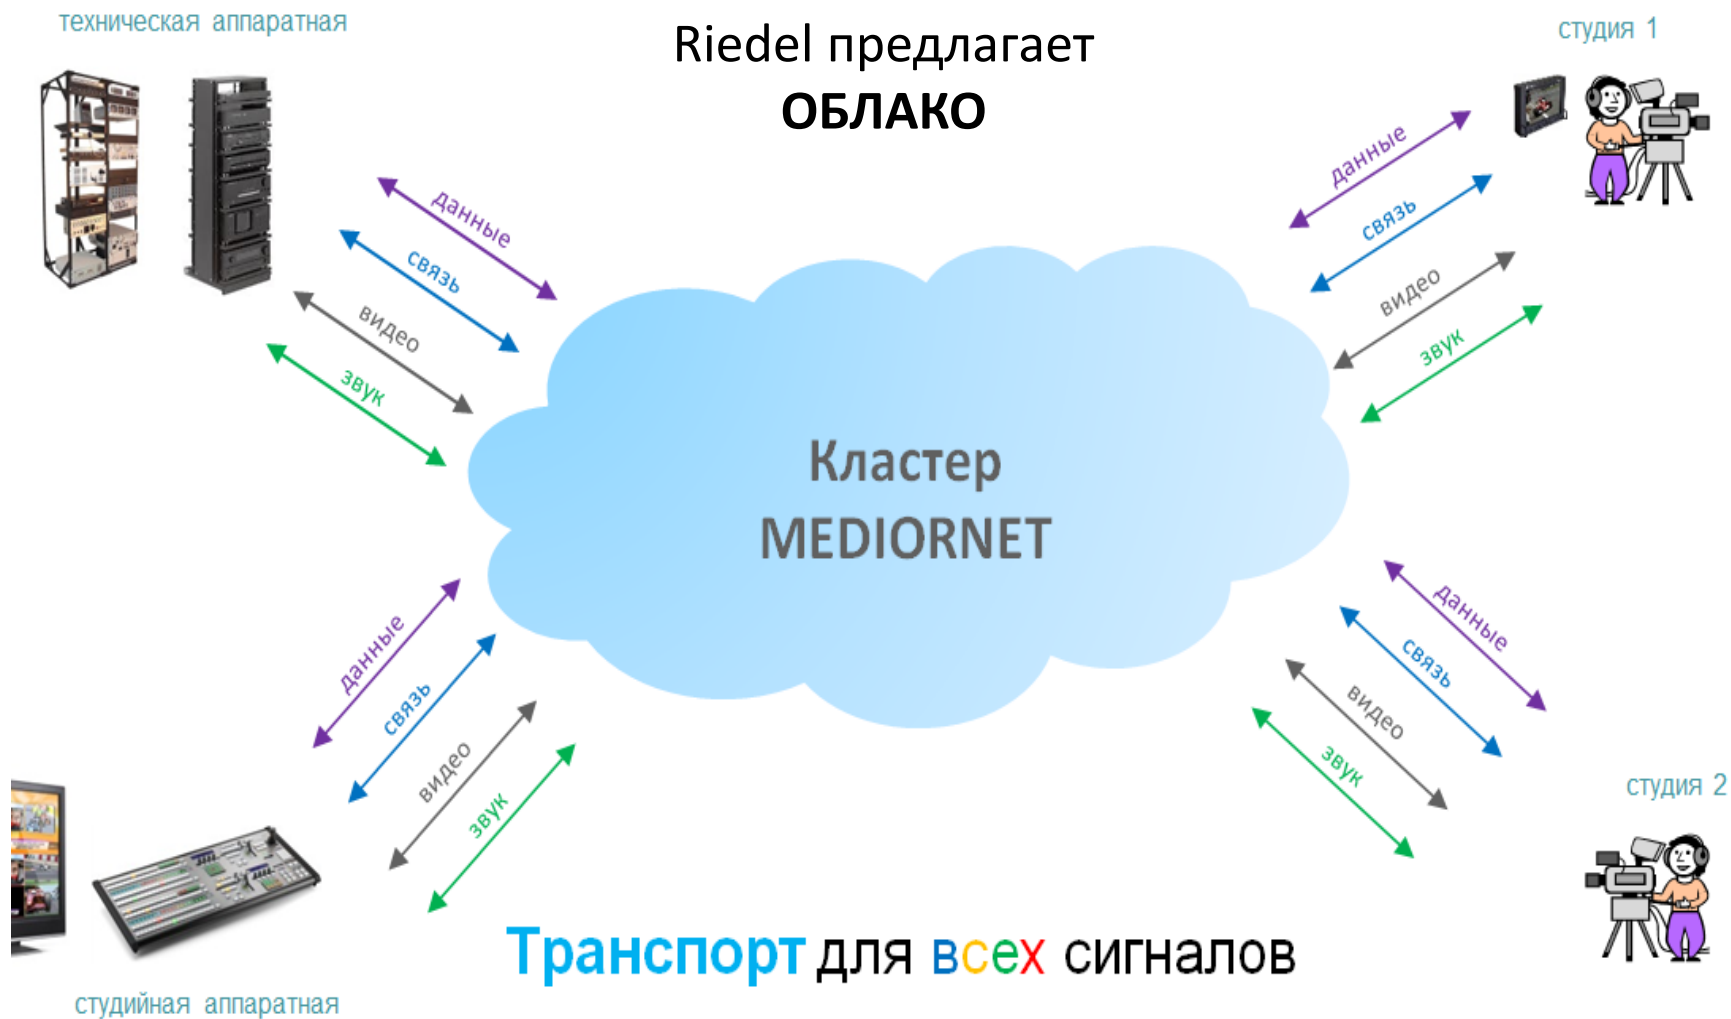 техническая аппаратная
Riedel предлагает
ОБЛАКО
студия 1
данные
связь
видео
звук
данные
связь
видео
звук
Кластер
MEDIORNET
данные
связь
видео
звук
данные
связь
видео
звук
студия 2
Транспорт для всех сигналов
студийная аппаратная